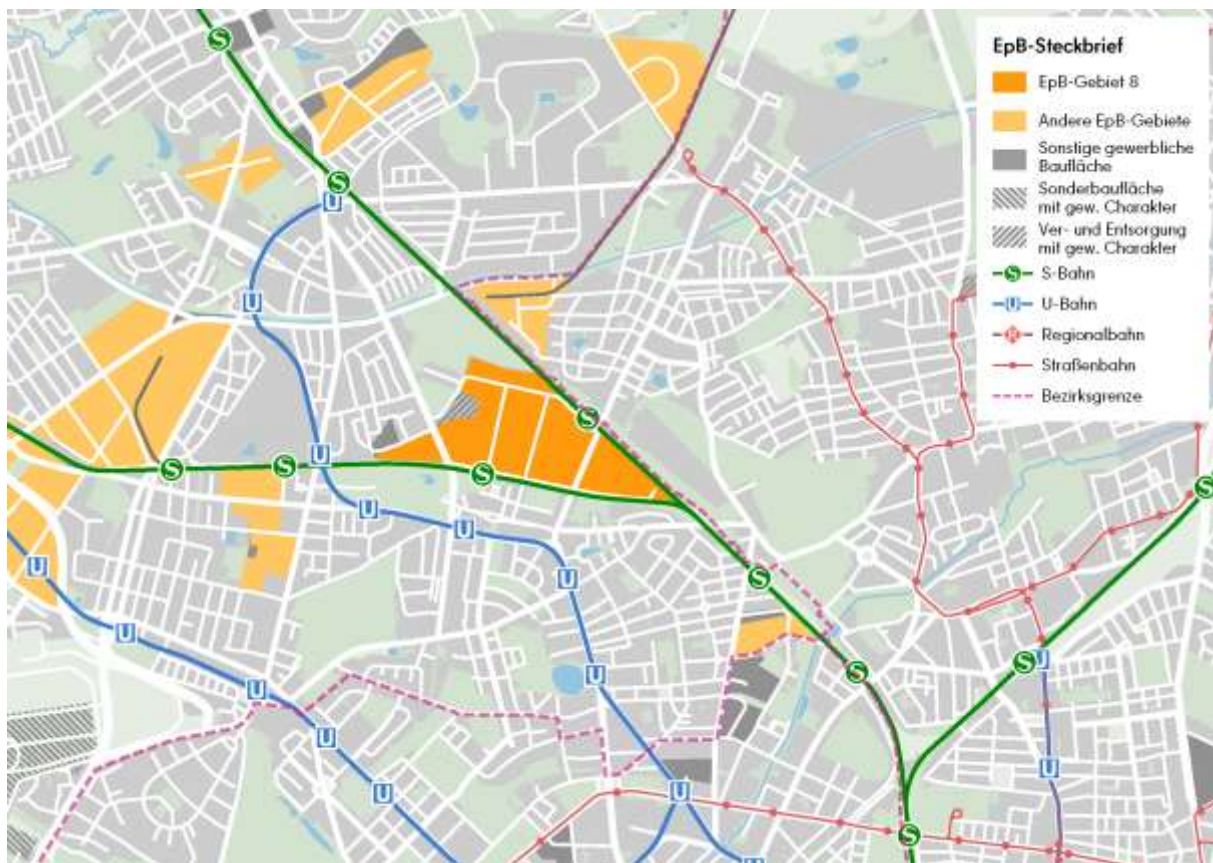 EpB-Steckbrief
EpB-Gebiet 8
Andere EpB-Gebiete
Sonstige gewerbliche
Baufläche
Sonderbaufläche
mit gew. Charakter
Ver- und Entsorgung
mit gew. Charakter
S
S-Bahn
U
U-Bahn
R
Regionalbahn
Straßenbahn
Bezirksgrenze
S
S
U
U
S
U
S
S
S
U
U
U
S
U
S
U
U
S
S
U
U
U
U
U
U
S
U